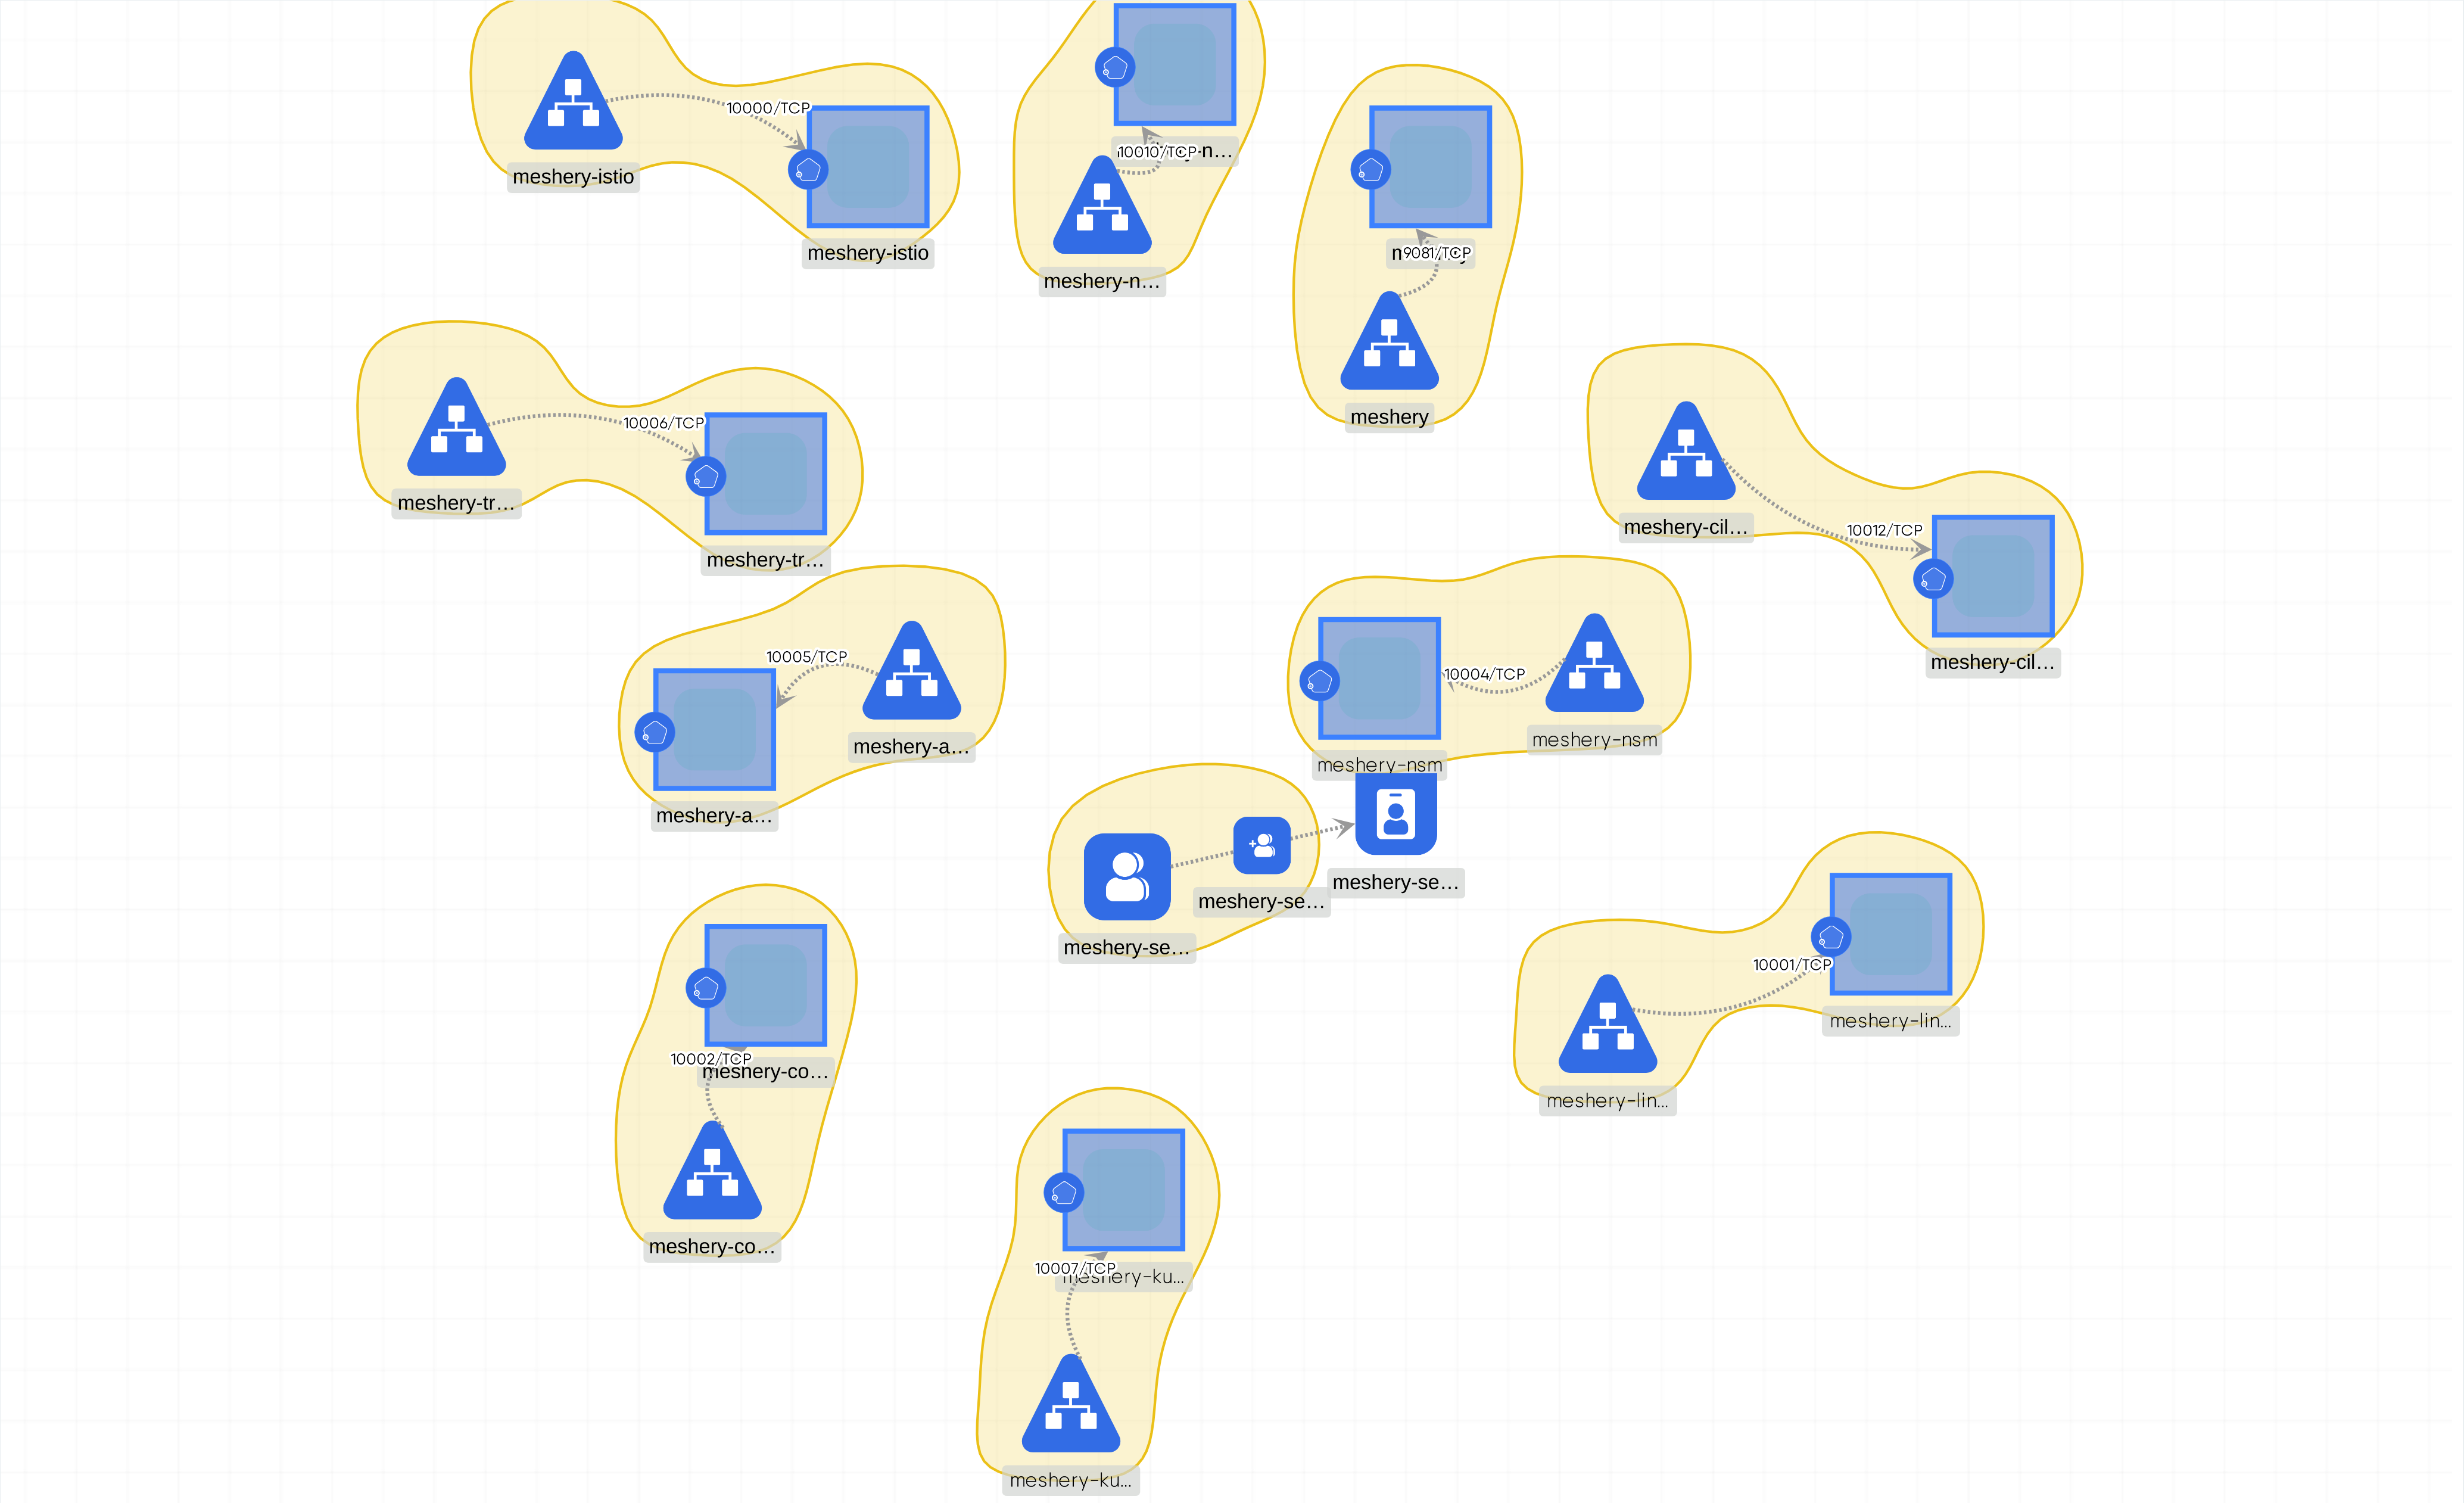 10000/TCP
meshery-istio
meshery-istio
10010/TCP
meshery-n...
9081/TCP
meshery
10006/TCP
meshery-tr...
meshery-tr...
10012/TCP
meshery-cil...
meshery-cil...
10005/TCP
meshery-a...
meshery-a...
10004/TCP
meshery-nsm
meshery-nsm
meshery-se...
meshery-se...
meshery-se...
10001/TCP
meshery-lin...
meshery-lin...
10002/TCP
meshery-co...
meshery-co...
10007/TCP
meshery-ku...
meshery-ku...